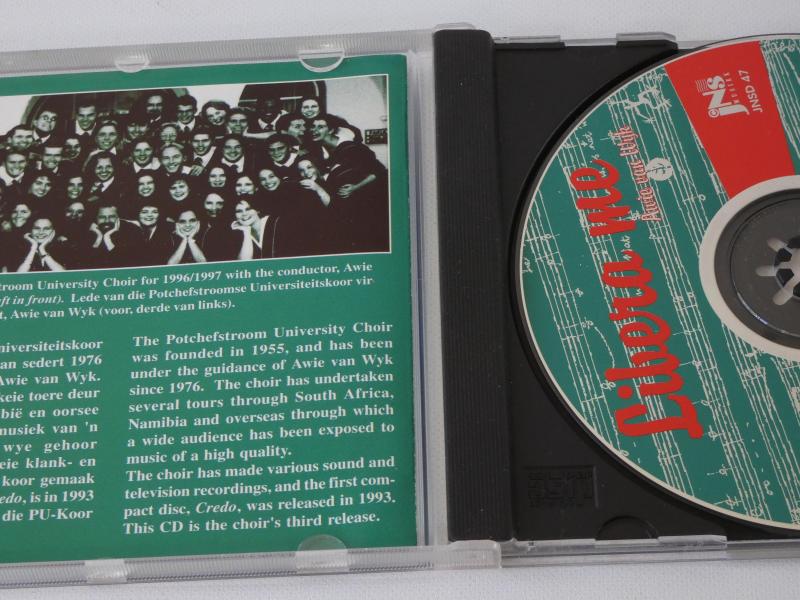 stroom University Choir for 1996/1997 with the conductor, Awie
ft in front). Lede van die Potchefstroomse Universiteitskoor vir
t, Awie van Wyk (voor, derde van links).
niversiteitskoor
an sedert 1976
Awie van Wyk.
keie toere deur
bië en oorsee
musiek van 'n
wye gehoor
eie klank- en
koor gemaak
edo, is in 1993
die PU-Koor
The Potchefstroom University Choir
was founded in 1955, and has been
under the guidance of Awie van Wyk
since 1976. The choir has undertaken
several tours through South Africa,
Namibia and overseas through which
a wide audience has been exposed to
music of a high quality.
The choir has made various sound and
television recordings, and the first com-
pact disc, Credo, was released in 1993.
This CD is the choir's third release.
Libera me
Awie van Wyk
JNS
MUSIEK
JNSD 47